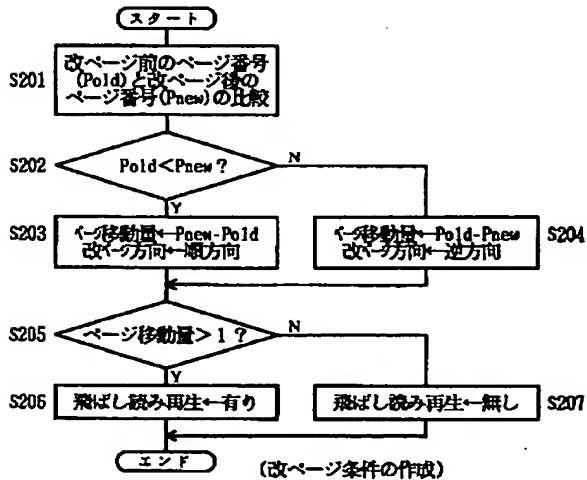 スタート
S201
改ページ前のページ番号
(Pold)と改ページ後の
ページ番号(Pnew)の比較
S202
Pold<Pnew?
N
Y
S203
ページ移動量←Pnew-Pold
改ページ方向←順方向
ページ移動量←Pold-Pnew
改ページ方向←逆方向
S204
S205
ページ移動量>1?
N
Y
S206
飛ばし読み再生←有り
飛ばし読み再生←無し
S207
エンド
(改ページ条件の作成)